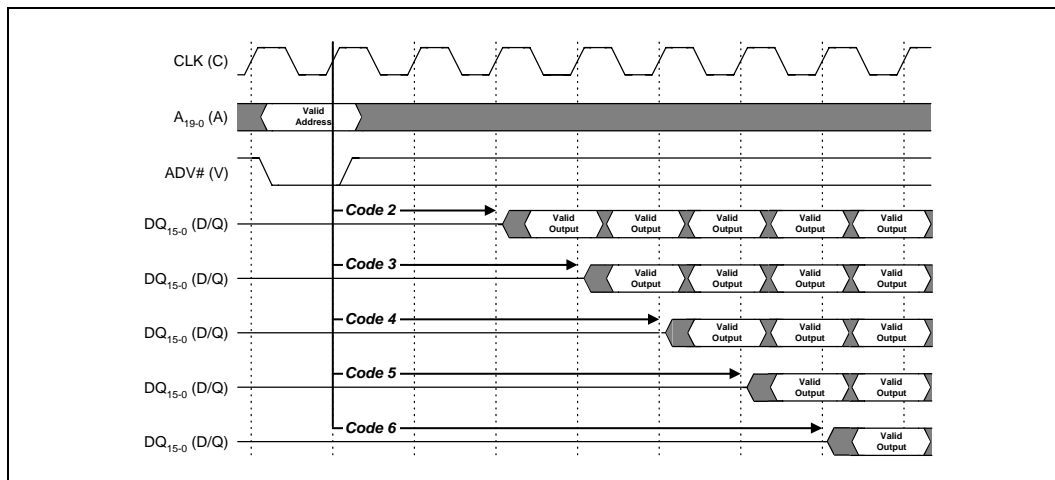 CLK (C)
A19-0 (A)
Valid Address
ADV# (V)
Code 2
DQ15-0 (D/Q)
Valid Output Valid Output Valid Output Valid Output Valid Output
Code 3
DQ15-0 (D/Q)
Valid Output Valid Output Valid Output Valid Output
Code 4
DQ15-0 (D/Q)
Valid Output Valid Output Valid Output
Code 5
DQ15-0 (D/Q)
Valid Output Valid Output
Code 6
DQ15-0 (D/Q)
Valid Output